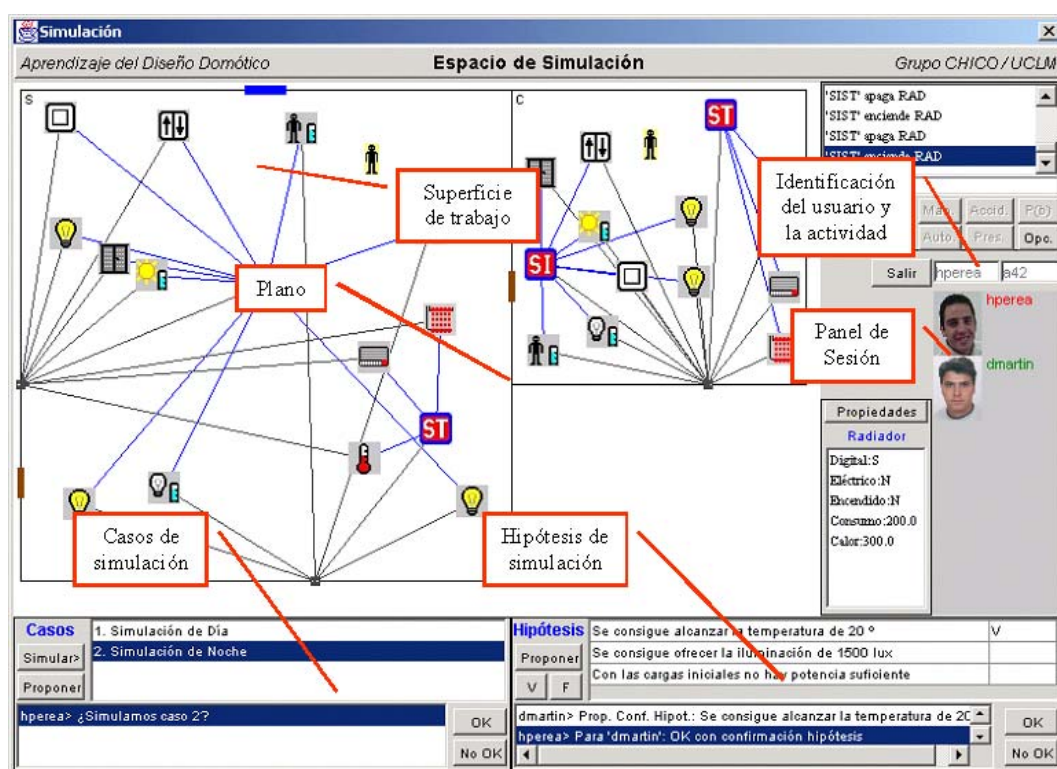 Simulación
Aprendizaje del Diseño Domótico
Espacio de Simulación
Grupo CHICO / UCLM
S
C
ST
SI
ST
'SIST' apaga RAD
'SIST' enciende RAD
'SIST' apaga RAD
'SIST' enciende RAD
Superficie
de trabajo
Identificación
del usuario y
la actividad
Plano
Man. Accid. P(b)
Auto. Pres. Opc.
Salir hperea a42
hperea
Panel de
Sesión
dmartin
Propiedades
Radiador
Digital:S
Eléctrico:N
Encendido:N
Consumo:200.0
Calor:300.0
Casos de
simulación
Hipótesis de
simulación
Casos
1. Simulación de Día
2. Simulación de Noche
Simular>
Proponer
hperea> ¿Simulamos caso 2?
OK
No OK
Hipótesis
Se consigue alcanzar la temperatura de 20 º V
Se consigue ofrecer la iluminación de 1500 lux
Con las cargas iniciales no hay potencia suficiente
Proponer
V F
dmartin> Prop. Conf. Hipot.: Se consigue alcanzar la temperatura de 20
hperea> Para 'dmartin': OK con confirmación hipótesis
OK
No OK